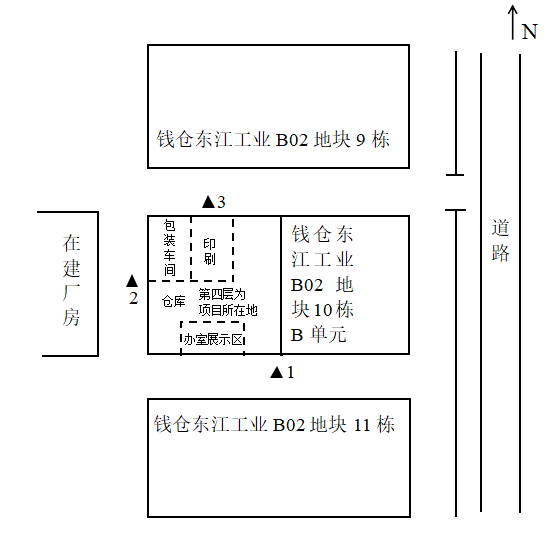 N
钱仓东江工业 B02 地块 9 栋
▲3
包装车间
印刷
钱仓东
江工业
B02 地
块10栋
B 单元
道路
在建厂房
▲2
仓库
第四层为
项目所在地
办室展示区
▲1
钱仓东江工业 B02 地块 11 栋